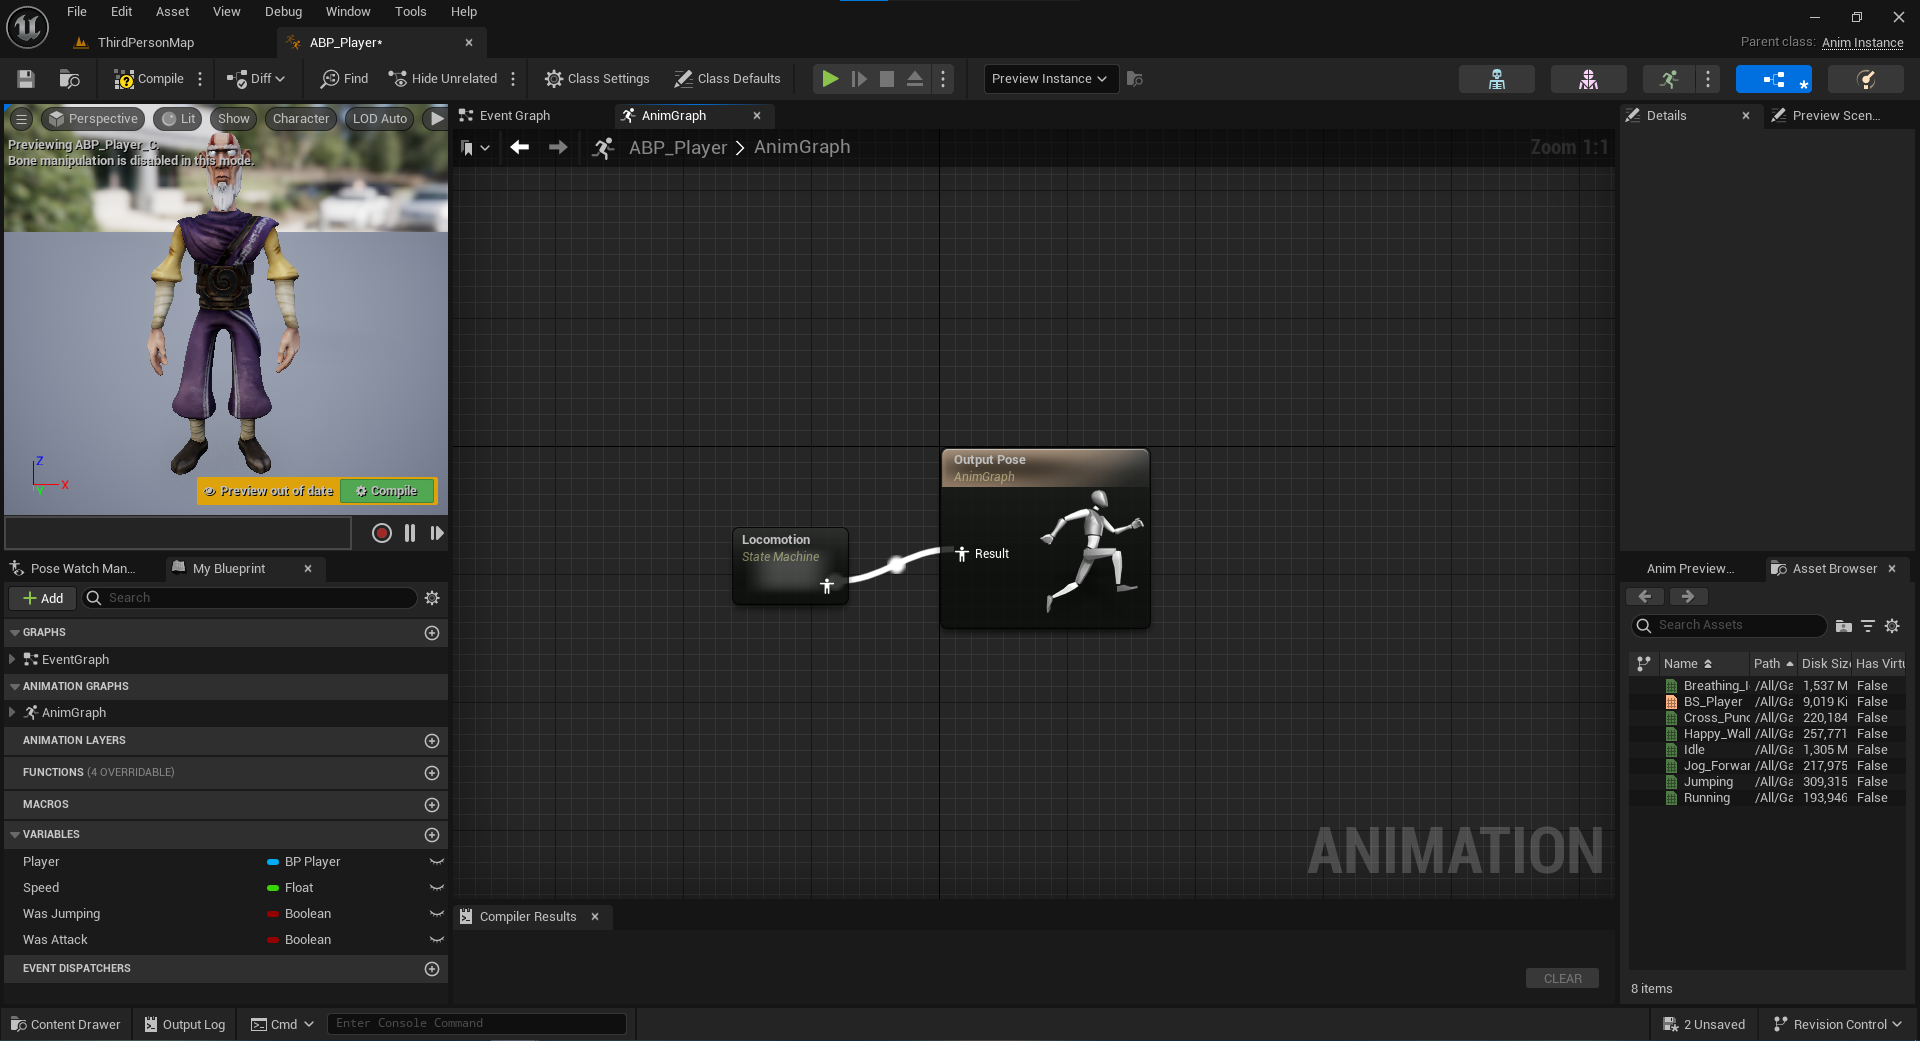 File Edit Asset View Debug Window Tools Help
ThirdPersonMap
ABP_Player*
Parent class: Anim Instance
Compile
Diff
Find
Hide Unrelated
Class Settings
Class Defaults
Preview Instance
Perspective
Lit
Show
Character
LOD Auto
Previewing ABP_Player_C.
Bone manipulation is disabled in this mode.
Z
X
Y
Preview out of date
Compile
Event Graph
AnimGraph
ABP_Player > AnimGraph
Zoom 1:1
Output Pose
AnimGraph
Result
Locomotion
State Machine
ANIMATION
Pose Watch Man...
My Blueprint
Add
Search
GRAPHS
EventGraph
ANIMATION GRAPHS
AnimGraph
ANIMATION LAYERS
FUNCTIONS (4 OVERRIDABLE)
MACROS
VARIABLES
Player BP Player
Speed Float
Was Jumping Boolean
Was Attack Boolean
EVENT DISPATCHERS
Compiler Results
CLEAR
Details
Preview Scen...
Anim Preview...
Asset Browser
Search Assets
Name Path Disk Siz Has Virtu
Breathing_I /All/Ga 1,537 M False
BS_Player /All/Ga 9,019 Ki False
Cross_Punc /All/Ga 220,184 False
Happy_Wall /All/Ga 257,771 False
Idle /All/Ga 1,305 M False
Jog_Forwar /All/Ga 217,975 False
Jumping /All/Ga 309,315 False
Running /All/Ga 193,946 False
8 items
Content Drawer
Output Log
Cmd
Enter Console Command
2 Unsaved
Revision Control